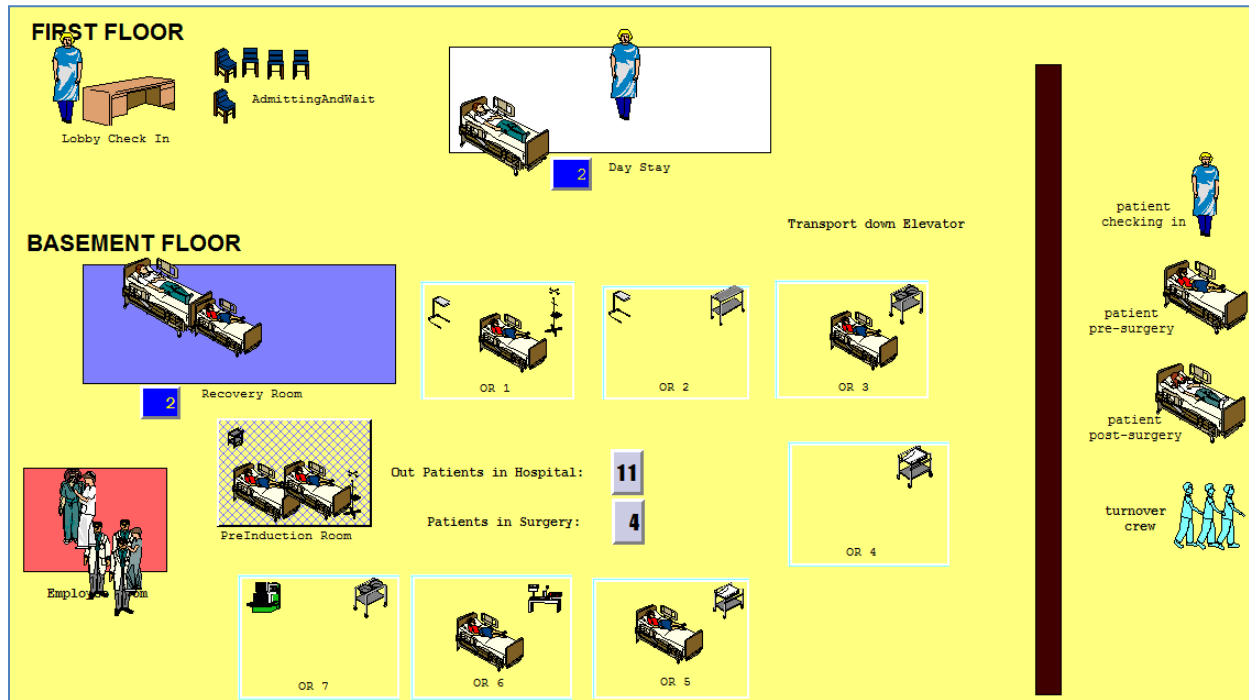 FIRST FLOOR
AdmittingAndWait
Lobby Check In
2
Day Stay
Transport down Elevator
BASEMENT FLOOR
2
Recovery Room
OR 1
OR 2
OR 3
PreInduction Room
Out Patients in Hospital:
11
Patients in Surgery:
4
OR 4
OR 7
OR 6
OR 5
patient
checking in
patient
pre-surgery
patient
post-surgery
turnover
crew